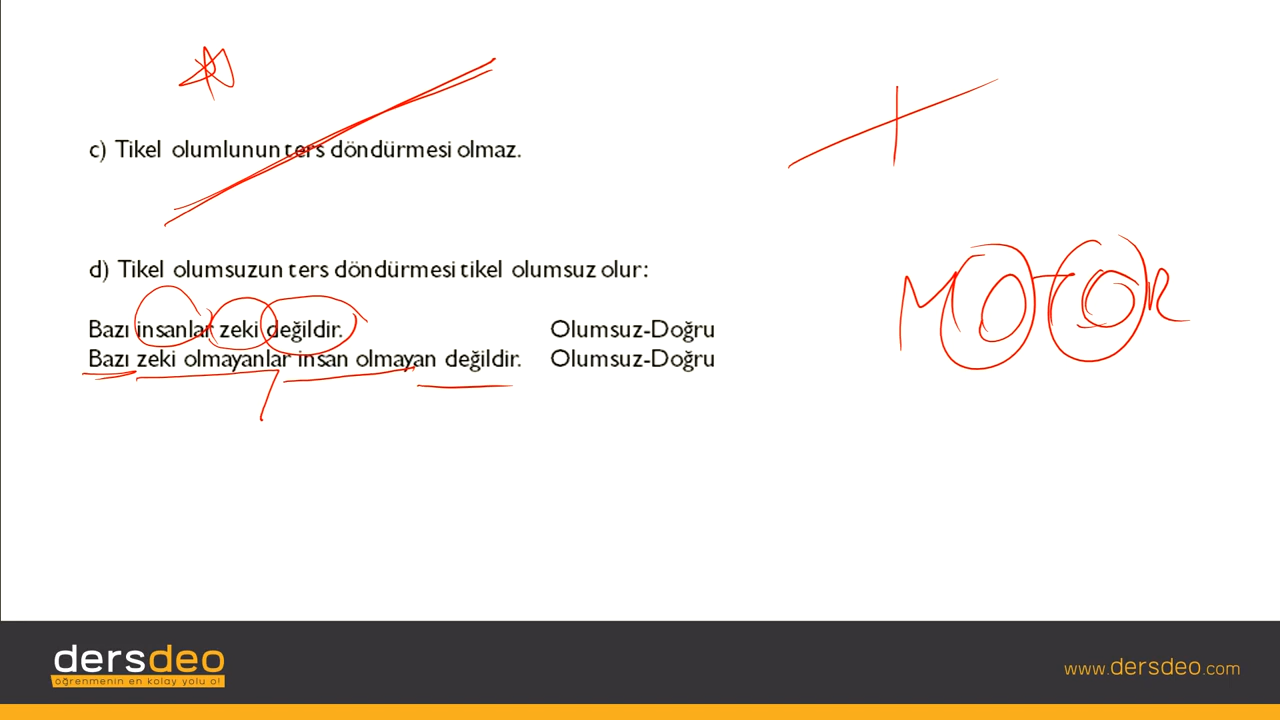 c) Tikel olumlunun ters döndürmesi olmaz.
d) Tikel olumsuzun ters döndürmesi tikel olumsuz olur:
Bazı insanlar zeki değildir. Olumsuz-Doğru
Bazı zeki olmayanlar insan olmayan değildir. Olumsuz-Doğru
MOTOR
dersdeo
öğrenmenin en kolay yolu o!
www.dersdeo.com